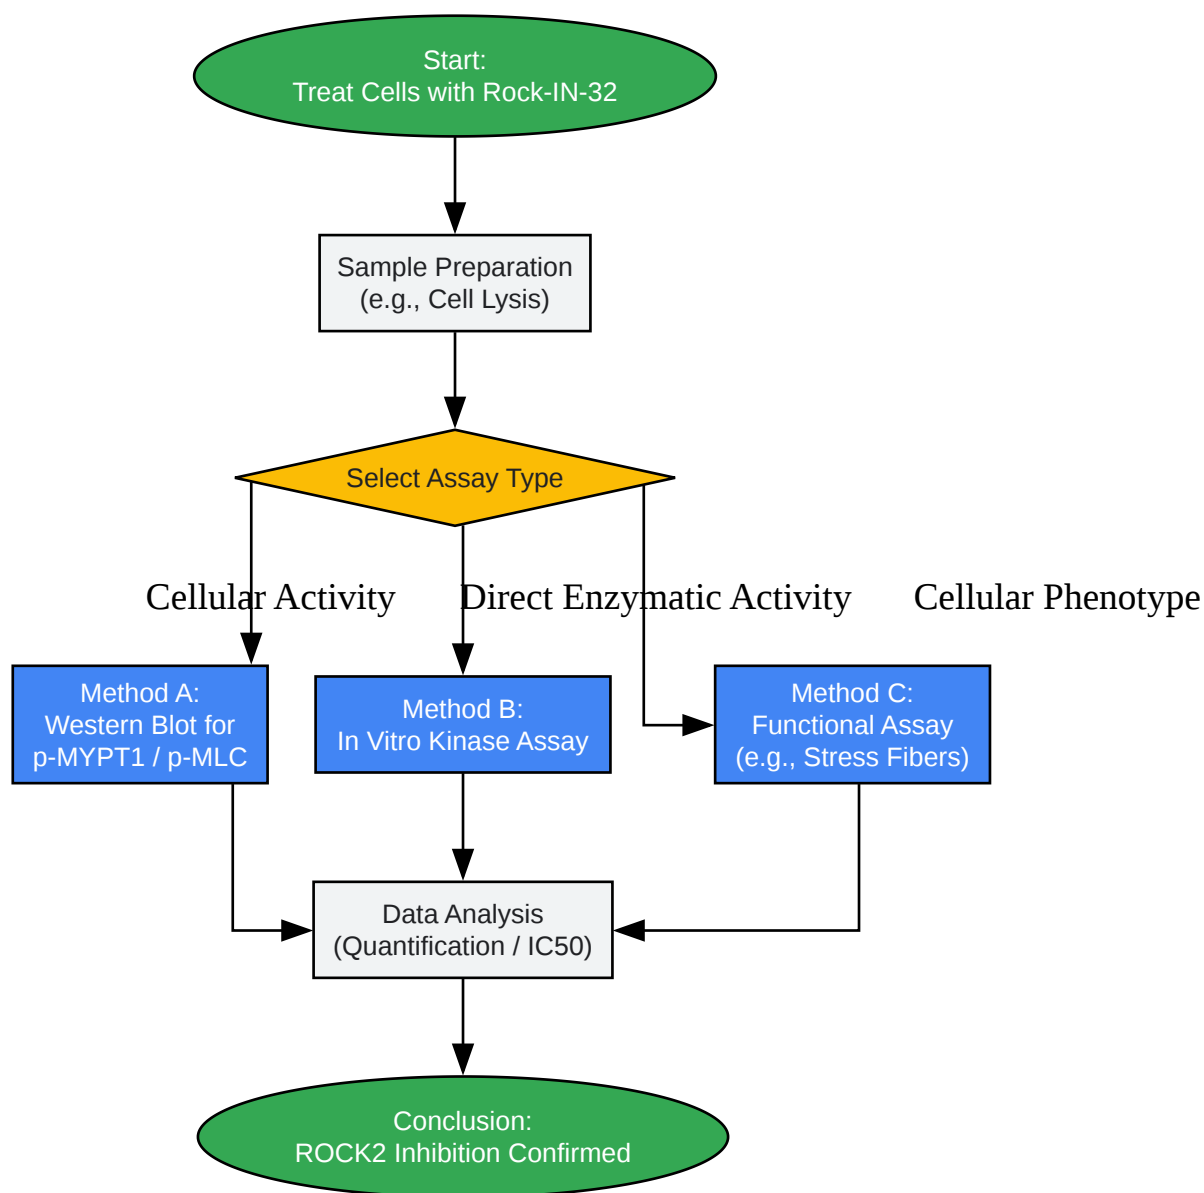 Start:
Treat Cells with Rock-IN-32
Sample Preparation
(e.g., Cell Lysis)
Select Assay Type
Cellular Activity
Direct Enzymatic Activity
Cellular Phenotype
Method A:
Western Blot for
p-MYPT1 / p-MLC
Method B:
In Vitro Kinase Assay
Method C:
Functional Assay
(e.g., Stress Fibers)
Data Analysis
(Quantification / IC50)
Conclusion:
ROCK2 Inhibition Confirmed